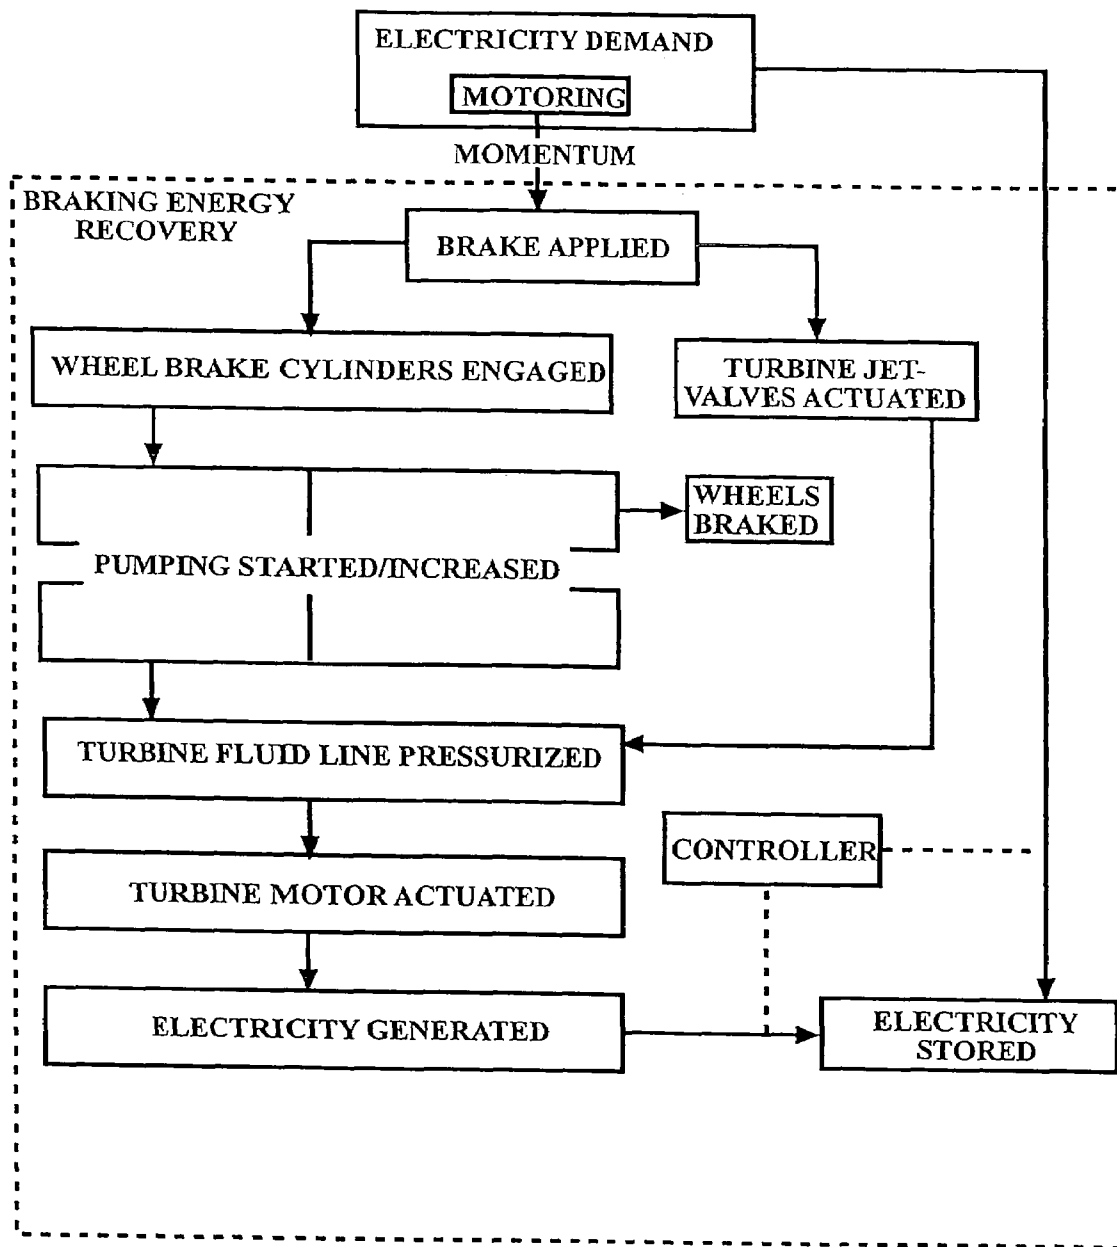 ELECTRICITY DEMAND
MOTORING
MOMENTUM
BRAKING ENERGY
RECOVERY
BRAKE APPLIED
WHEEL BRAKE CYLINDERS ENGAGED
TURBINE JET-
VALVES ACTUATED
WHEELS
BRAKED
PUMPING STARTED/INCREASED
TURBINE FLUID LINE PRESSURIZED
CONTROLLER
TURBINE MOTOR ACTUATED
ELECTRICITY GENERATED
ELECTRICITY
STORED